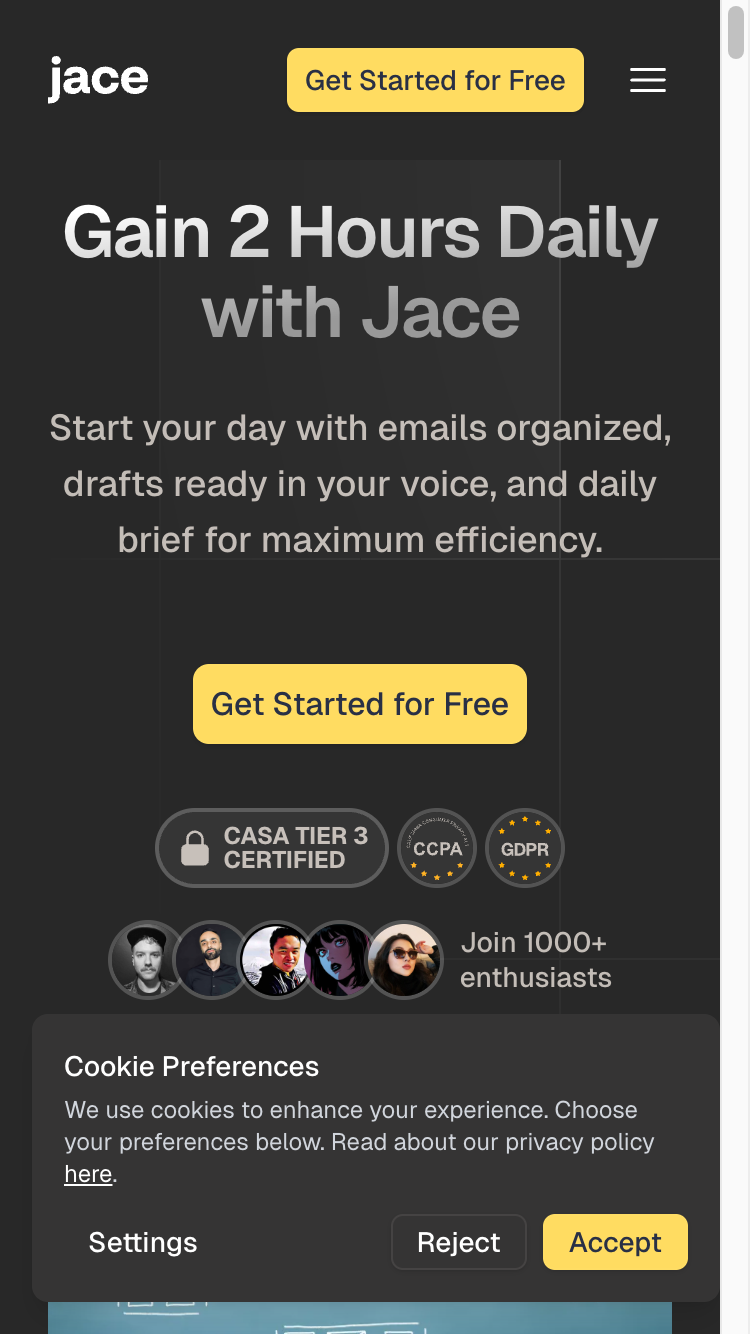 jace
Get Started for Free
Gain 2 Hours Daily
with Jace
Start your day with emails organized,
drafts ready in your voice, and daily
brief for maximum efficiency.
Get Started for Free
CASA TIER 3
CERTIFIED
CCPA
GDPR
Join 1000+
enthusiasts
Cookie Preferences
We use cookies to enhance your experience. Choose
your preferences below. Read about our privacy policy
here.
Settings
Reject
Accept